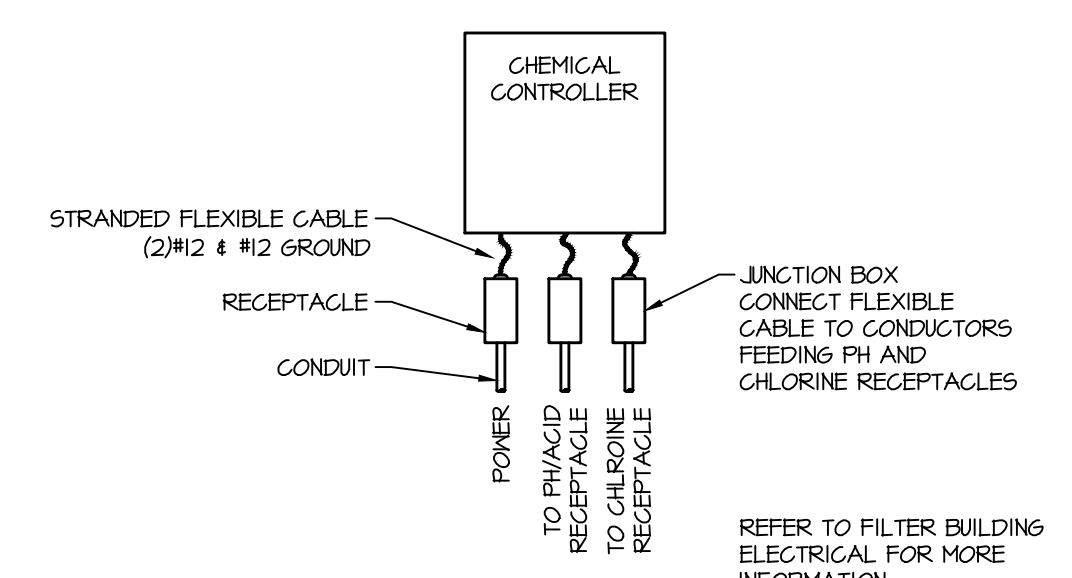 CHEMICAL
CONTROLLER
STRANDED FLEXIBLE CABLE
(2)#12 & #12 GROUND
RECEPTACLE
CONDUIT
JUNCTION BOX
CONNECT FLEXIBLE
CABLE TO CONDUCTORS
FEEDING PH AND
CHLORINE RECEPTACLES
POWER
TO PH/ACID
RECEPTACLE
TO CHLROINE
RECEPTACLE
REFER TO FILTER BUILDING
ELECTRICAL FOR MORE
INFORMATION